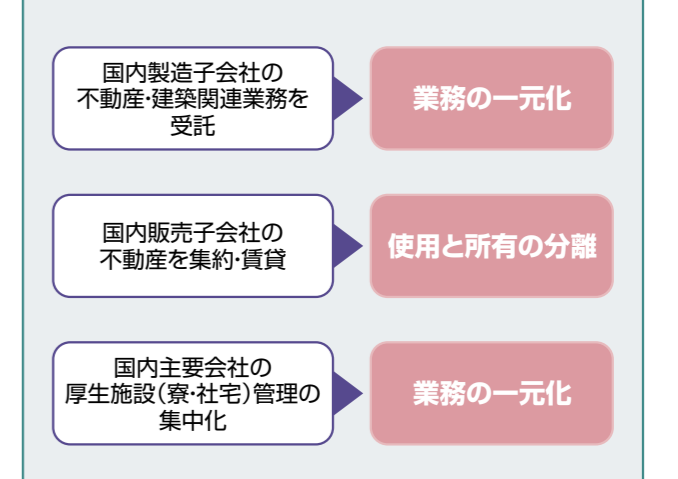 国内製造子会社の
不動産・建築関連業務を
受託
業務の一元化
国内販売子会社の
不動産を集約・賃貸
使用と所有の分離
国内主要会社の
厚生施設（寮・社宅）管理の
集中化
業務の一元化